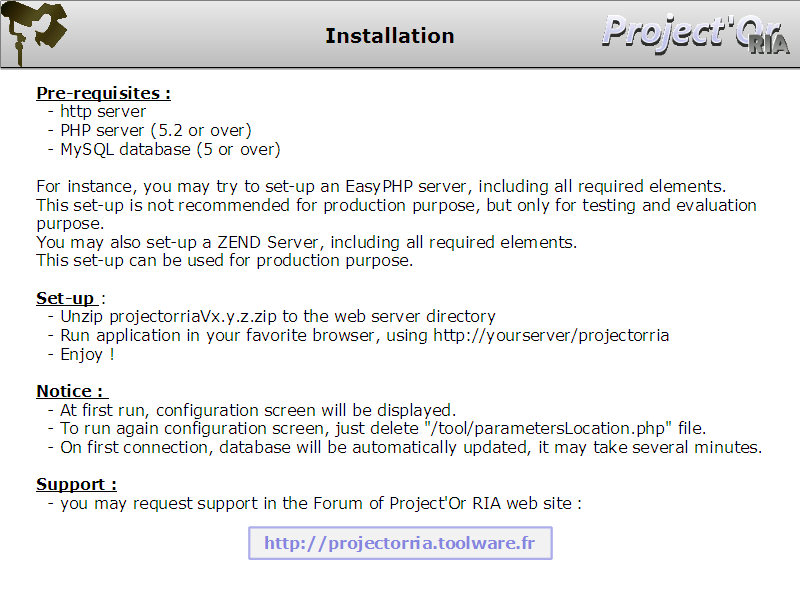 Installation
Project'Or
RIA
Pre-requisites :
- http server
- PHP server (5.2 or over)
- MySQL database (5 or over)
For instance, you may try to set-up an EasyPHP server, including all required elements.
This set-up is not recommended for production purpose, but only for testing and evaluation
purpose.
You may also set-up a ZEND Server, including all required elements.
This set-up can be used for production purpose.
Set-up :
- Unzip projectorriaVx.y.z.zip to the web server directory
- Run application in your favorite browser, using http://yourserver/projectorria
- Enjoy !
Notice :
- At first run, configuration screen will be displayed.
- To run again configuration screen, just delete "/tool/parametersLocation.php" file.
- On first connection, database will be automatically updated, it may take several minutes.
Support :
- you may request support in the Forum of Project'Or RIA web site :
http://projectorria.toolware.fr